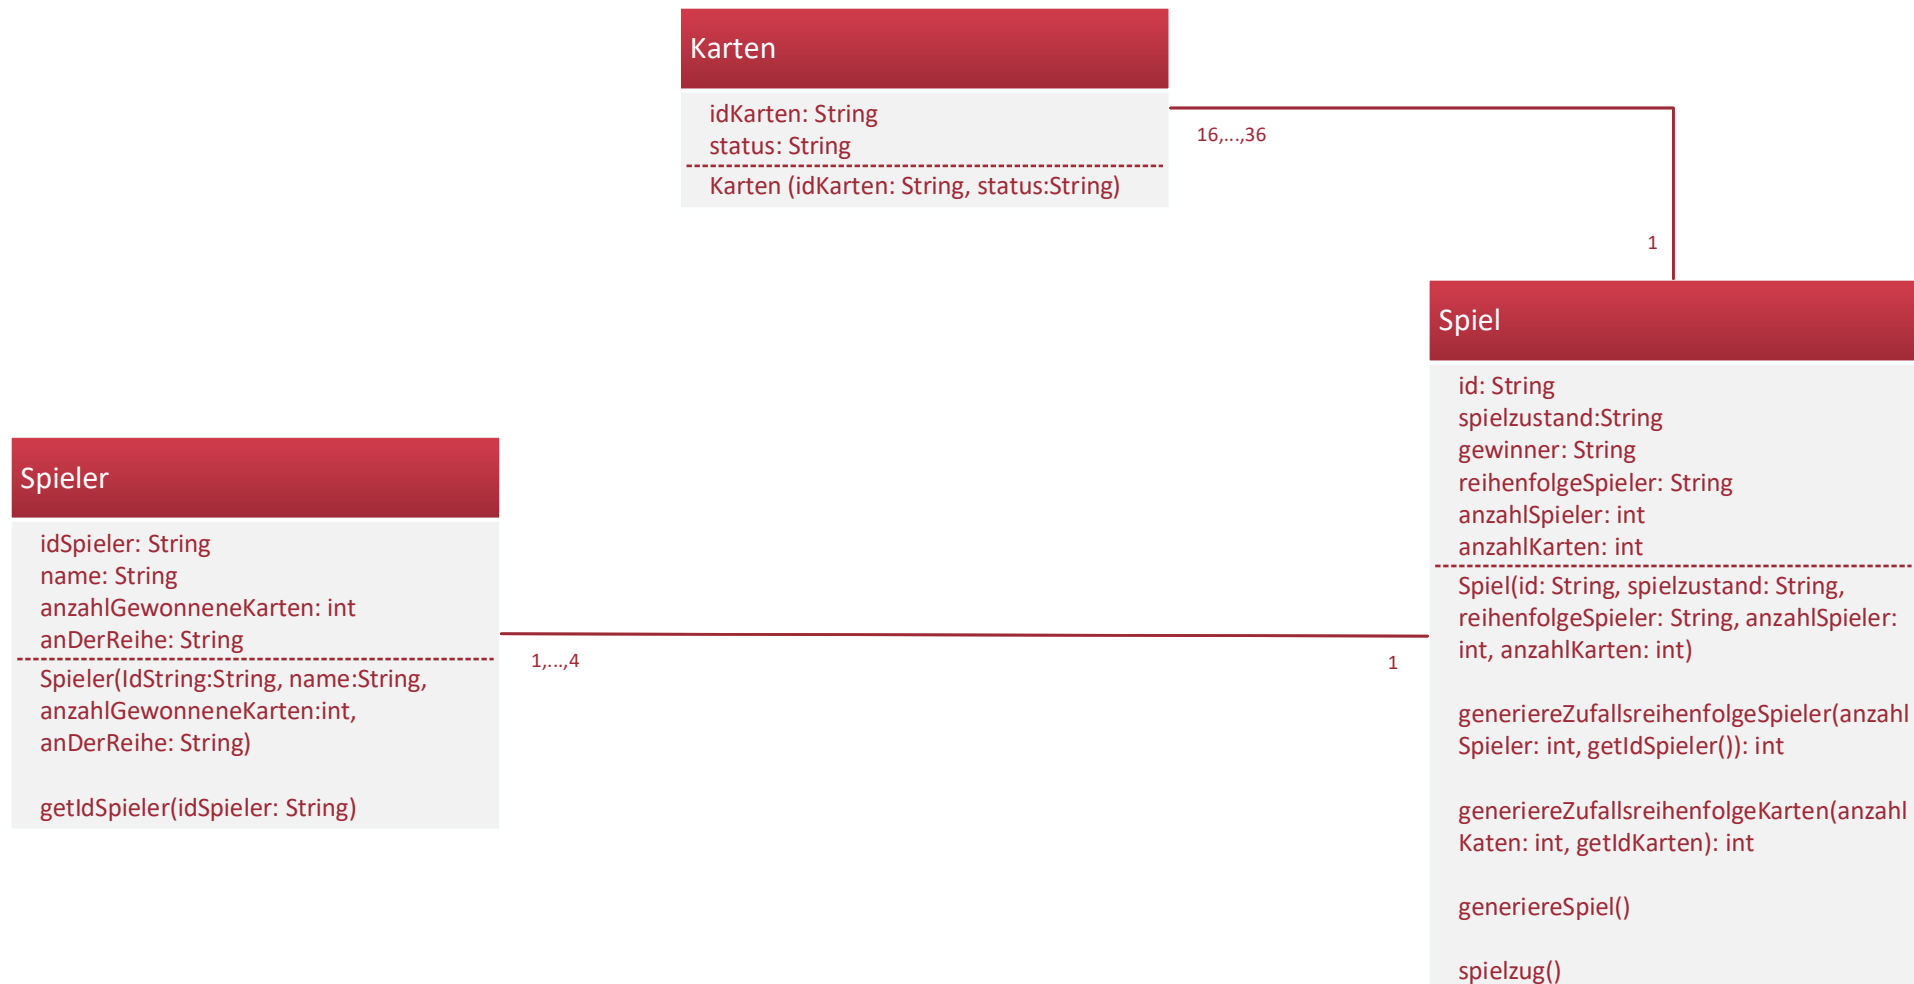 Karten
idKarten: String
status: String
Karten (idKarten: String, status:String)
16,...,36
1
Spiel
id: String
spielzustand:String
gewinner: String
reihenfolgeSpieler: String
anzahlSpieler: int
anzahlKarten: int
Spiel(id: String, spielzustand: String,
reihenfolgeSpieler: String, anzahlSpieler:
int, anzahlKarten: int)
generiereZufallsreihenfolgeSpieler(anzahl
Spieler: int, getIdSpieler()): int
generiereZufallsreihenfolgeKarten(anzahl
Katen: int, getIdKarten): int
generiereSpiel()
spielzug()
Spieler
idSpieler: String
name: String
anzahlGewonneneKarten: int
anDerReihe: String
Spieler(IdString:String, name:String,
anzahlGewonneneKarten:int,
anDerReihe: String)
getIdSpieler(idSpieler: String)
1,...,4
1